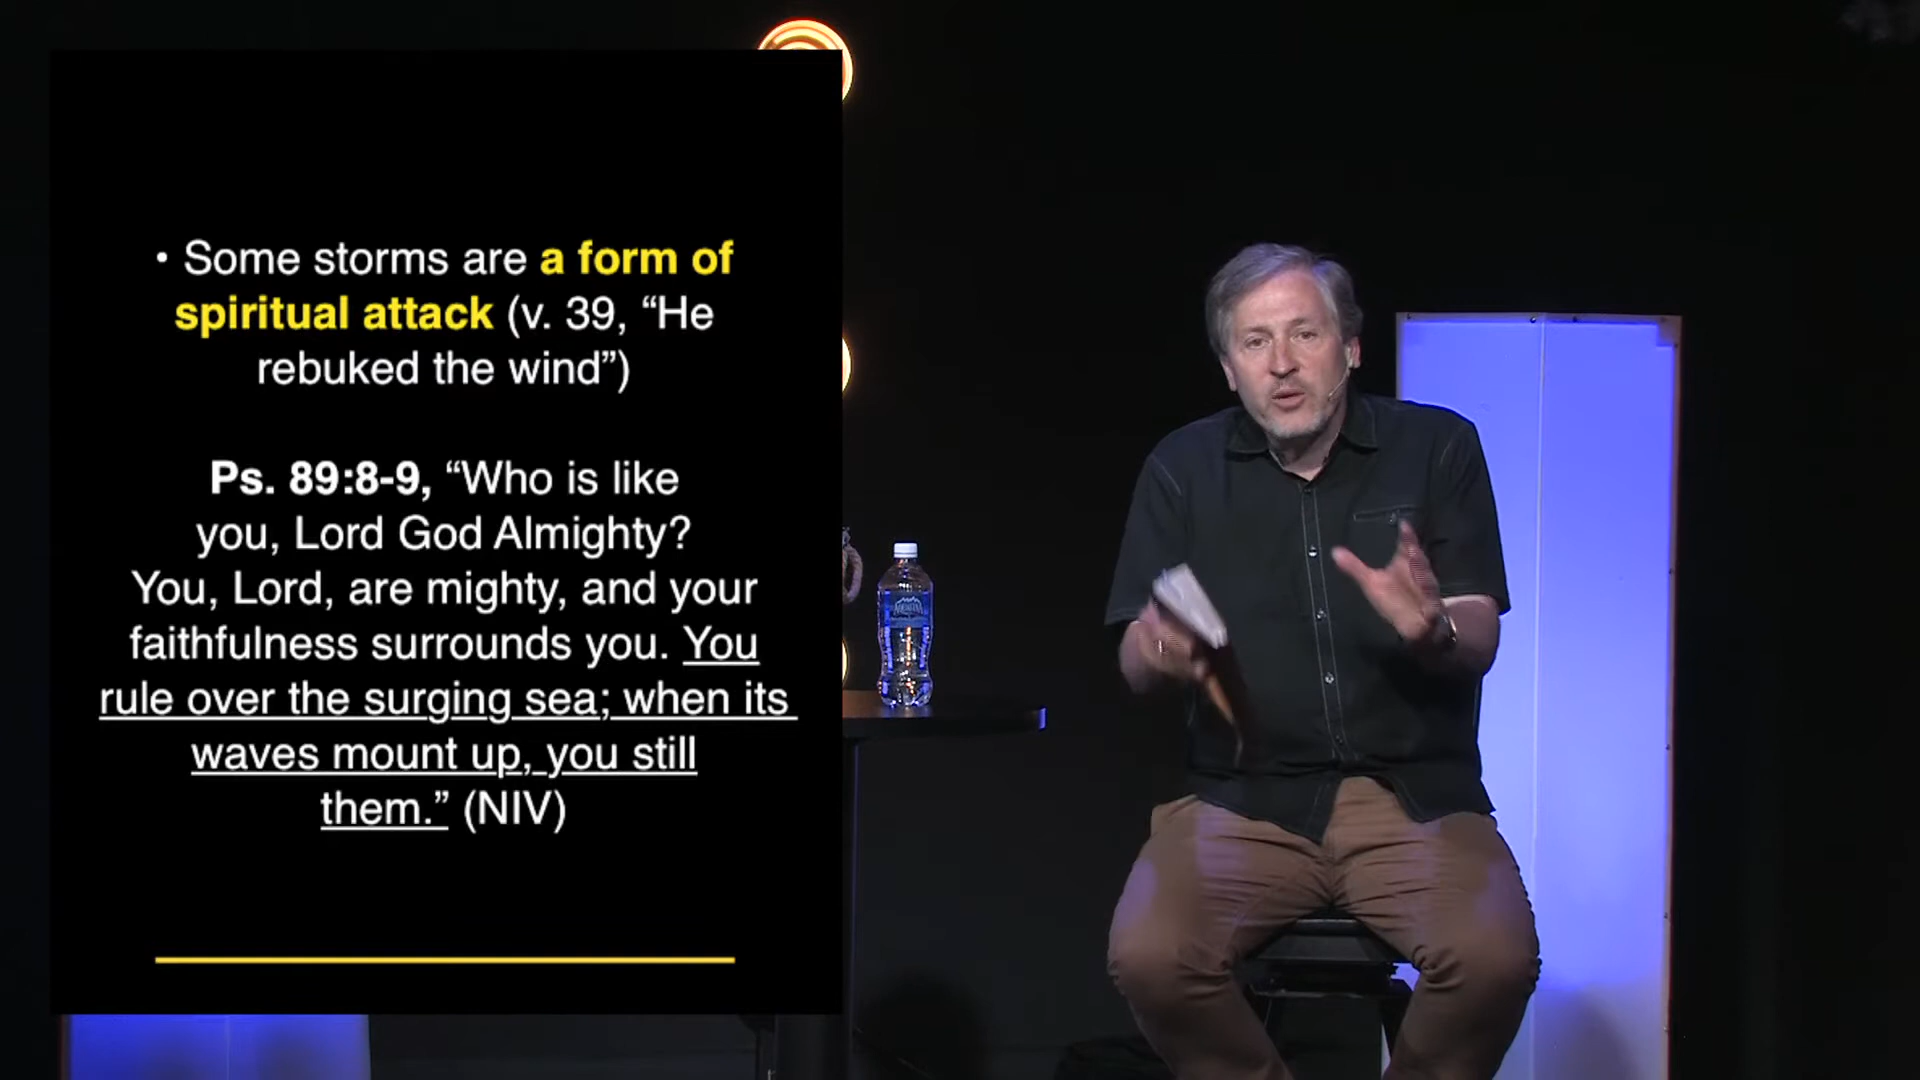 • Some storms are a form of
spiritual attack (v. 39, “He
rebuked the wind”)
Ps. 89:8-9, “Who is like
you, Lord God Almighty?
You, Lord, are mighty, and your
faithfulness surrounds you. You
rule over the surging sea; when its
waves mount up, you still
them.” (NIV)